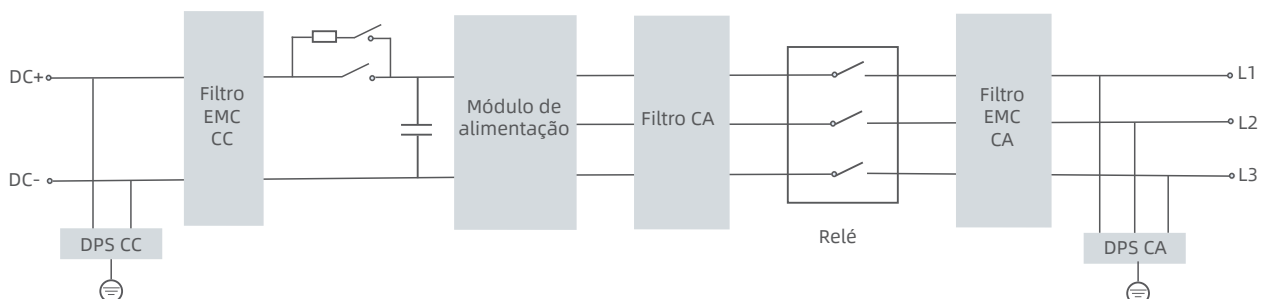 DC+
DC-
DPS CC
Filtro
EMC
CC
Módulo de
alimentação
Filtro CA
Relé
Filtro
EMC
CA
L1
L2
L3
DPS CA